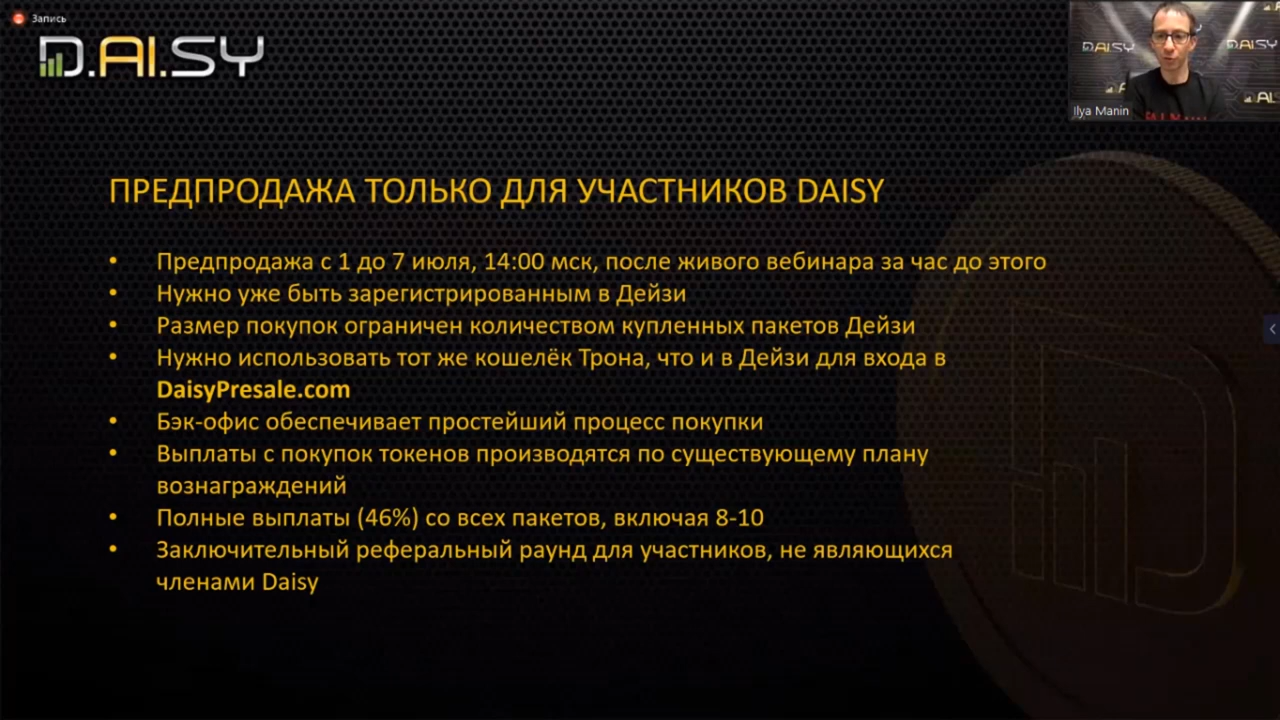 Запись
D.AI.SY
D.AI.SY
D.AI.SY
Ilya Manin
ПРЕДПРОДАЖА ТОЛЬКО ДЛЯ УЧАСТНИКОВ DAISY
• Предпродажа с 1 до 7 июля, 14:00 мск, после живого вебинара за час до этого
• Нужно уже быть зарегистрированным в Дейзи
• Размер покупок ограничен количеством купленных пакетов Дейзи
• Нужно использовать тот же кошелёк Трона, что и в Дейзи для входа в
DaisyPresale.com
• Бэк-офис обеспечивает простейший процесс покупки
• Выплаты с покупок токенов производятся по существующему плану
вознаграждений
• Полные выплаты (46%) со всех пакетов, включая 8-10
• Заключительный реферальный раунд для участников, не являющихся
членами Daisy